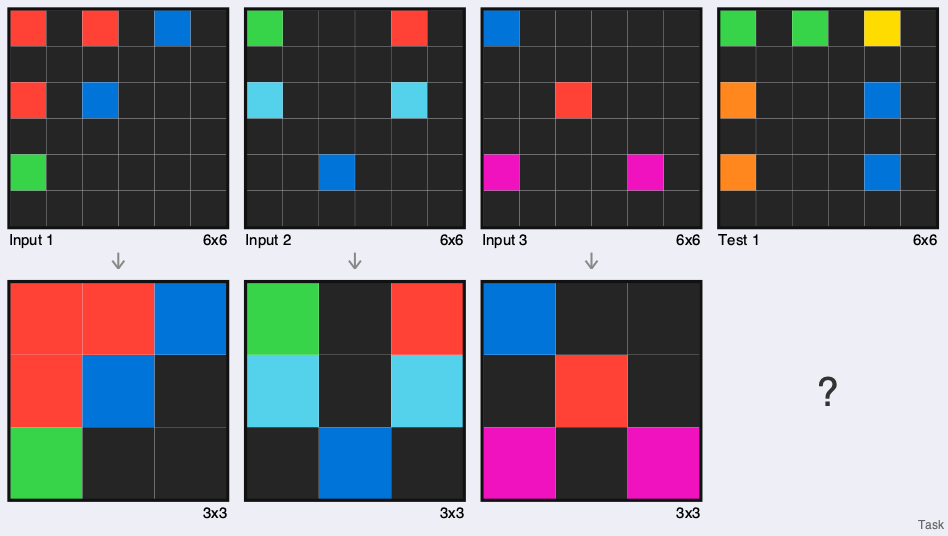 Input 1 6x6
Input 2 6x6
Input 3 6x6
Test 1 6x6
?
3x3
3x3
3x3
Task